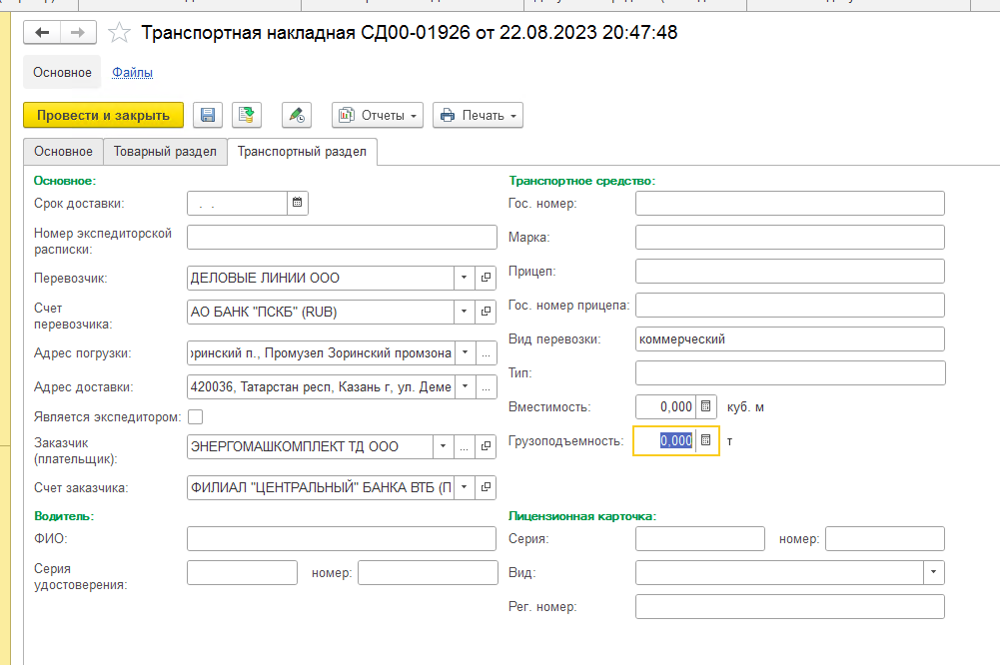 Транспортная накладная СД00-01926 от 22.08.2023 20:47:48
Основное Файлы
Провести и закрыть Отчеты Печать
Основное Товарный раздел Транспортный раздел
Основное:
Срок доставки: . .
Номер экспедиторской
расписки:
Перевозчик: ДЕЛОВЫЕ ЛИНИИ ООО
Счет
перевозчика:
АО БАНК "ПСКБ" (RUB)
Адрес погрузки: оринский п., Промузел Зоринский промзона
Адрес доставки: 420036, Татарстан респ, Казань г, ул. Деме
Является экспедитором:
Заказчик
(плательщик):
ЭНЕРГОМАШКОМПЛЕКТ ТД ООО
Счет заказчика: ФИЛИАЛ "ЦЕНТРАЛЬНЫЙ" БАНКА ВТБ (П
Водитель:
ФИО:
Серия
удостоверения:
номер:
Транспортное средство:
Гос. номер:
Марка:
Прицеп:
Гос. номер прицепа:
Вид перевозки: коммерческий
Тип:
Вместимость: 0,000 куб. м
Грузоподъемность: 0,000 т
Лицензионная карточка:
Серия: номер:
Вид:
Рег. номер: